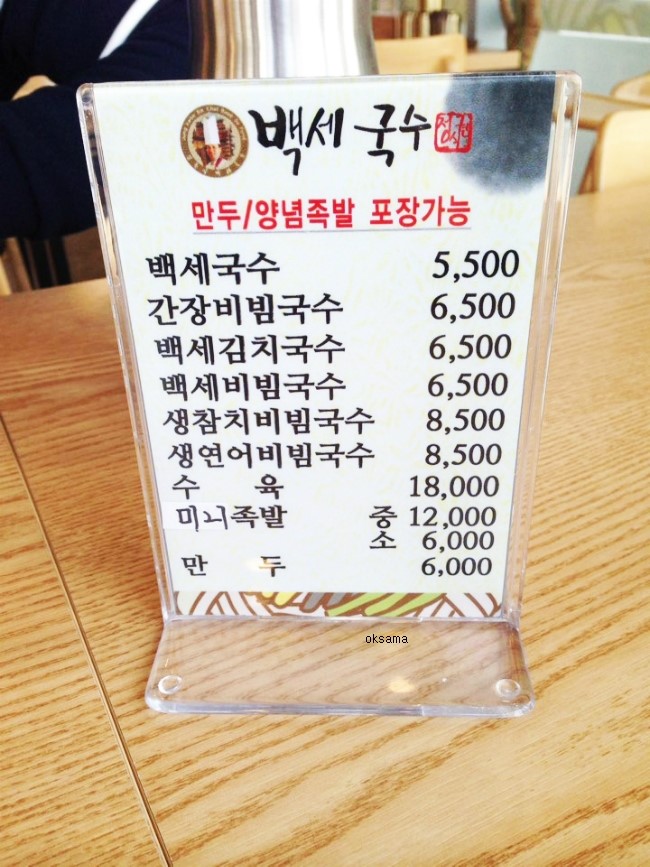 백세국수
만두/양념족발 포장가능
백세국수 5,500
간장비빔국수 6,500
백세김치국수 6,500
백세비빔국수 6,500
생참치비빔국수 8,500
생연어비빔국수 8,500
수 육 18,000
미니족발 중 12,000
소 6,000
만 두 6,000
oksama